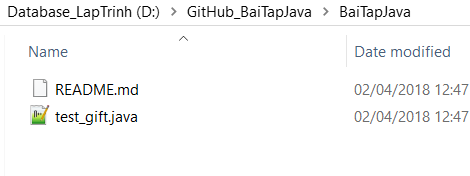 Database_LapTrinh (D:) > GitHub_BaiTapJava > BaiTapJava
Name Date modified
README.md 02/04/2018 12:47
test_gift.java 02/04/2018 12:47